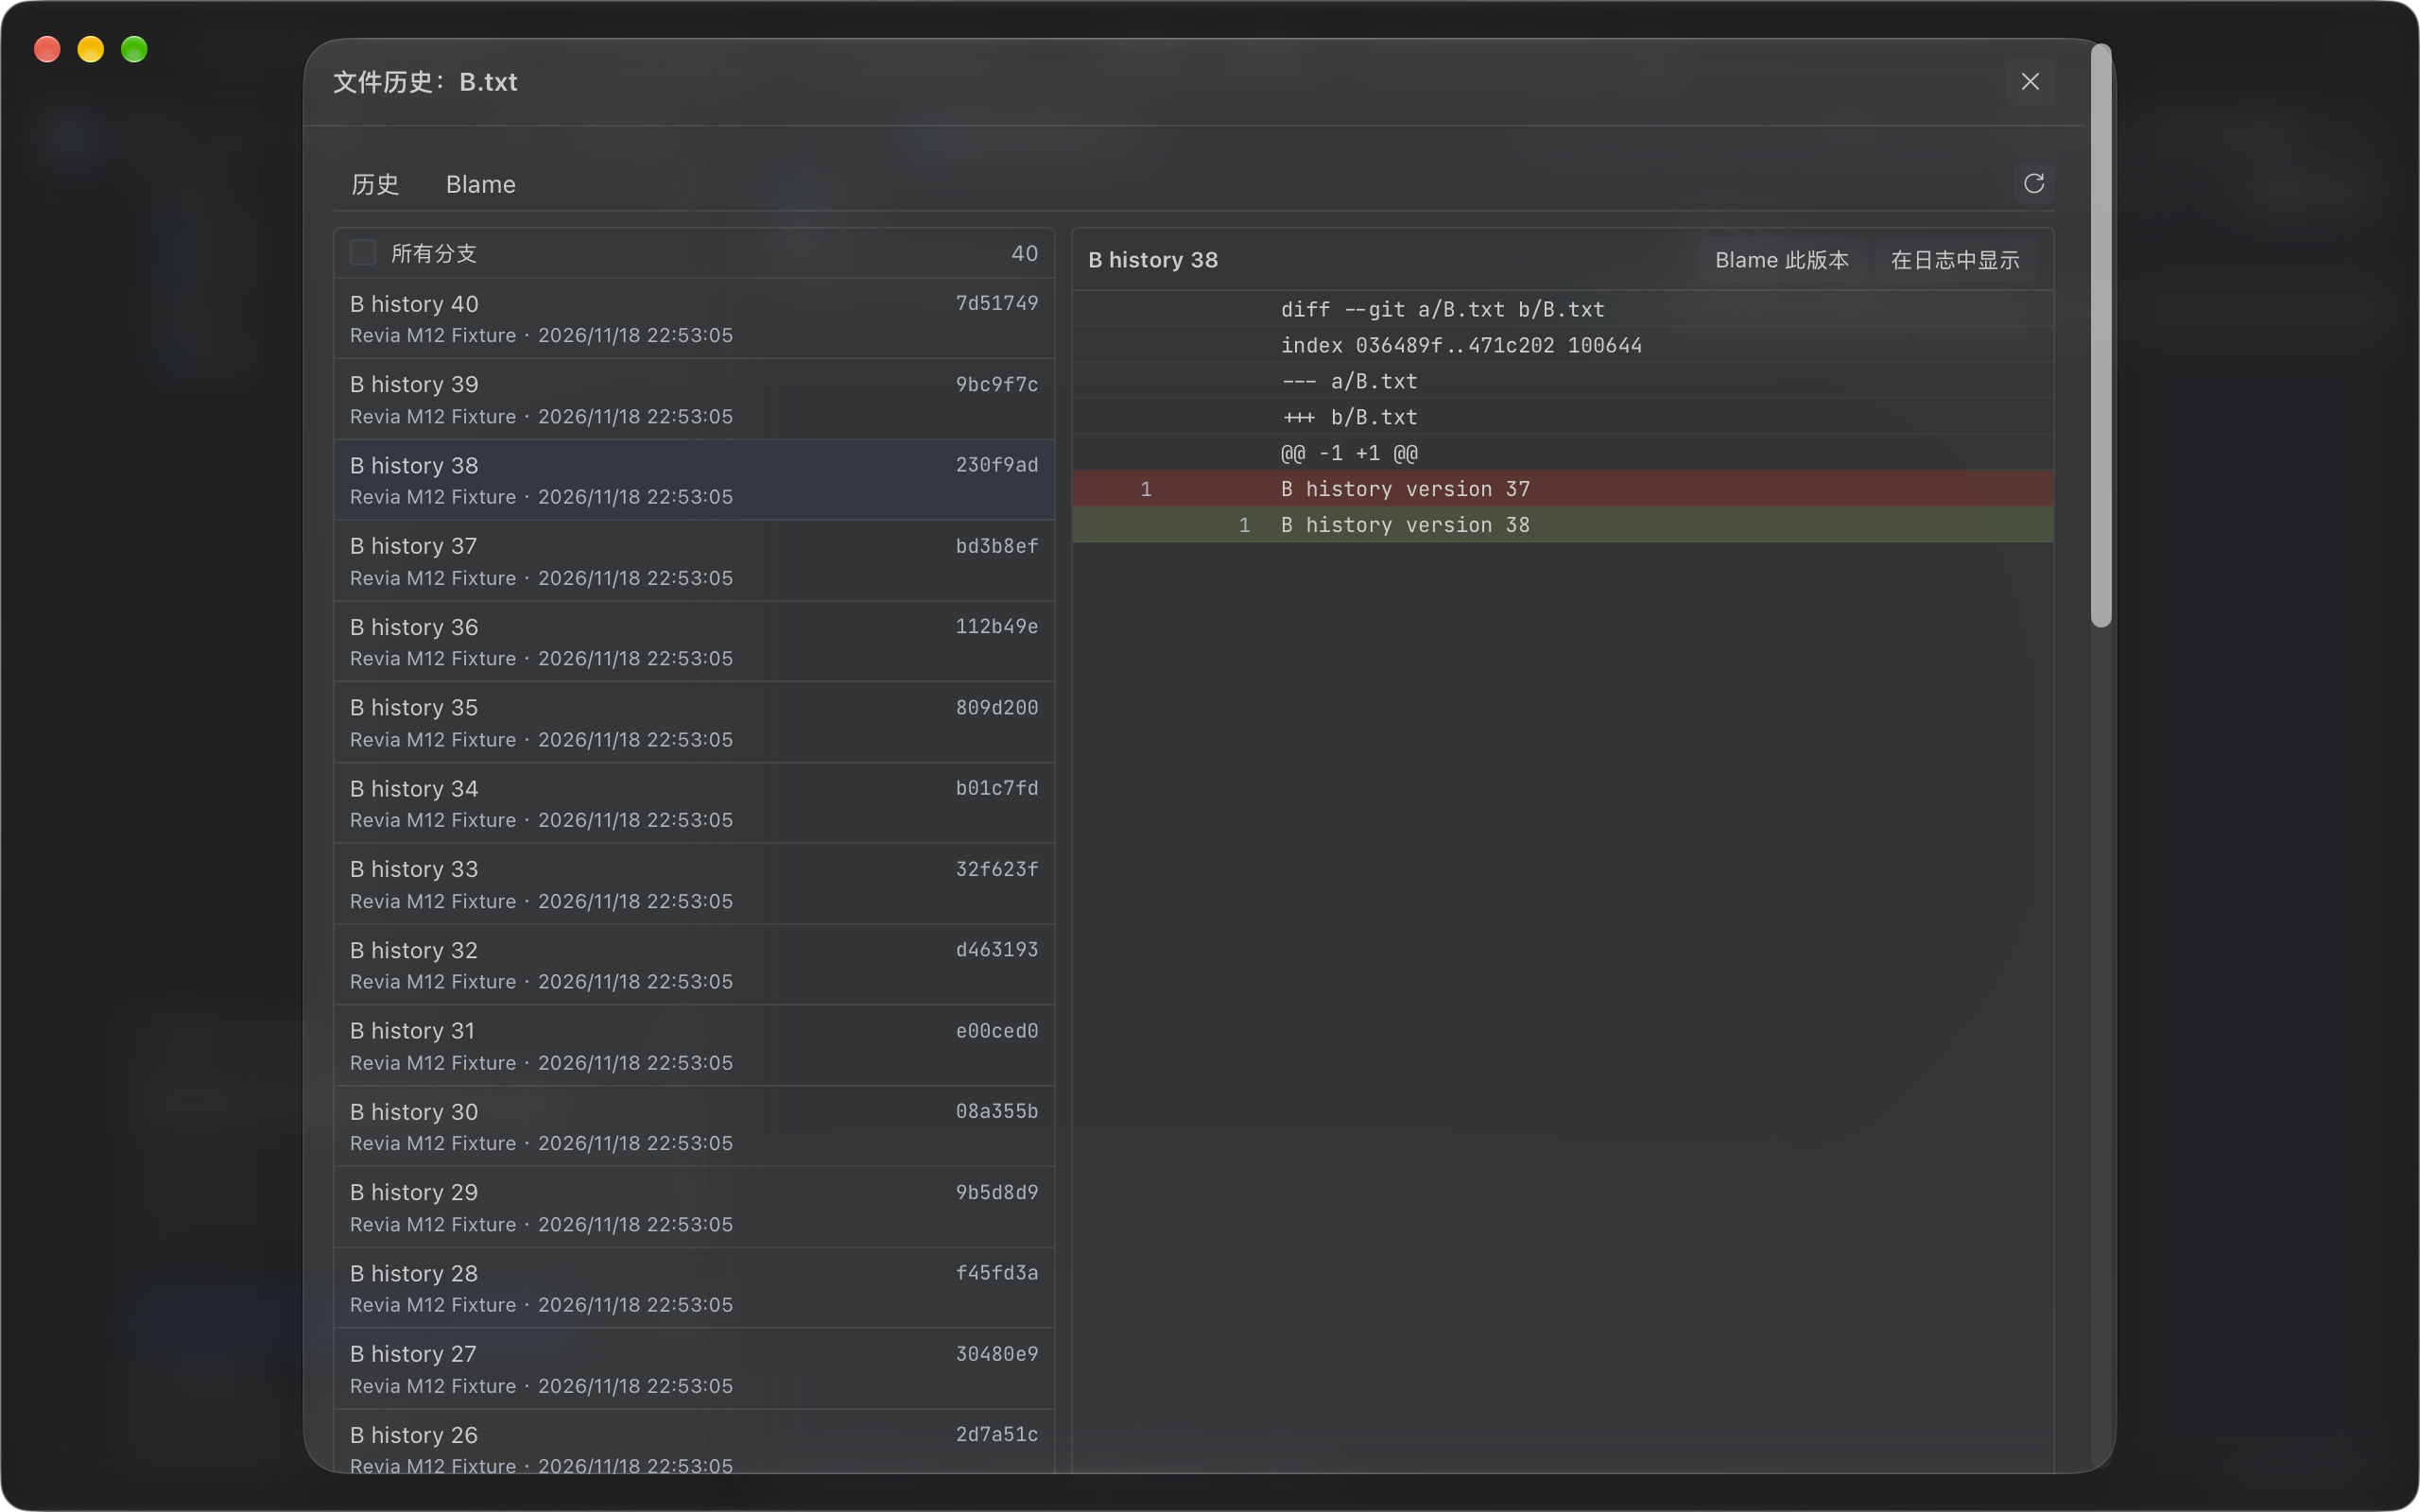 文件历史：B.txt
历史 Blame
所有分支 40
B history 40 7d51749
Revia M12 Fixture · 2026/11/18 22:53:05
B history 39 9bc9f7c
Revia M12 Fixture · 2026/11/18 22:53:05
B history 38 230f9ad
Revia M12 Fixture · 2026/11/18 22:53:05
B history 37 bd3b8ef
Revia M12 Fixture · 2026/11/18 22:53:05
B history 36 112b49e
Revia M12 Fixture · 2026/11/18 22:53:05
B history 35 809d200
Revia M12 Fixture · 2026/11/18 22:53:05
B history 34 b01c7fd
Revia M12 Fixture · 2026/11/18 22:53:05
B history 33 32f623f
Revia M12 Fixture · 2026/11/18 22:53:05
B history 32 d463193
Revia M12 Fixture · 2026/11/18 22:53:05
B history 31 e00ced0
Revia M12 Fixture · 2026/11/18 22:53:05
B history 30 08a355b
Revia M12 Fixture · 2026/11/18 22:53:05
B history 29 9b5d8d9
Revia M12 Fixture · 2026/11/18 22:53:05
B history 28 f45fd3a
Revia M12 Fixture · 2026/11/18 22:53:05
B history 27 30480e9
Revia M12 Fixture · 2026/11/18 22:53:05
B history 26 2d7a51c
Revia M12 Fixture · 2026/11/18 22:53:05
B history 38 Blame 此版本 在日志中显示
diff --git a/B.txt b/B.txt
index 036489f..471c202 100644
--- a/B.txt
+++ b/B.txt
@@ -1 +1 @@
1 B history version 37
1 B history version 38